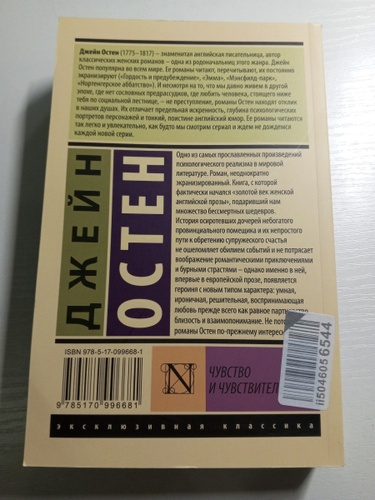 Джейн Остен (1775–1817) – знаменитая английская писательница, автор
классических женских романов – одна из родоначальниц этого жанра. Джейн
Остен популярна во всем мире. Ее романы читают, перечитывают, их постоянно
экранизируют («Гордость и предубеждение», «Эмма», «Мэнсфилд-парк»,
«Нортенгерское аббатство»). И несмотря на то, что мы давно живем в другой
эпохе, где нет сословных предрассудков, где любить человека, стоящего ниже
тебя по социальной лестнице, – не преступление, романы Остен находят отклик
в наших душах. Их отличает предельная искренность, глубина психологических
портретов персонажей и тонкий, поистине английский юмор. Ее романы читаются
так легко и увлекательно, как будто мы смотрим сериал и ждем не дождемся
каждой новой серии.
ДЖЕЙН
ОСТЕН
Одно из самых прославленных произведений
психологического реализма в мировой
литературе. Роман, неоднократно
экранизированный. Книга, с которой
фактически начался «золотой век женской
английской прозы», подаривший нам
множество бессмертных шедевров.
История осиротевших дочерей небогатого
провинциального помещика и их непростого
пути к обретению супружеского счастья
не ошеломляет обилием событий и не потрясает
воображение романтическими приключениями
и бурными страстями – однако именно в ней,
впервые в европейской прозе, появляется
героиня с новым типом характера: умная,
ироничная, решительная, воспринимающая
любовь прежде всего как равное
близость и взаимопонимание. Не
романы Остен по-прежнему
ISBN 978-5-17-099668-1
9 785170 996681
N
ЧУВСТВО
И
ii5046056544
эксклюзивная классика